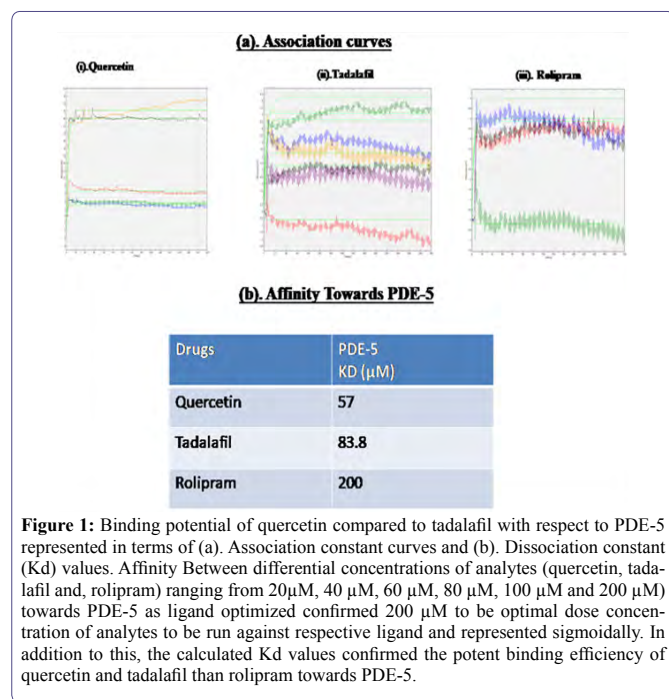 (a). Association curves
(i).Quercetin
(ii).Tadalafil
(iii). Rolipram
(b). Affinity Towards PDE-5
Drugs PDE-5
KD (µM)
Quercetin 57
Tadalafil 83.8
Rolipram 200
Figure 1: Binding potential of quercetin compared to tadalafil with respect to PDE-5
represented in terms of (a). Association constant curves and (b). Dissociation constant
(Kd) values. Affinity Between differential concentrations of analytes (quercetin, tada-
lafil and, rolipram) ranging from 20µM, 40 µM, 60 µM, 80 µM, 100 µM and 200 µM)
towards PDE-5 as ligand optimized confirmed 200 µM to be optimal dose concen-
tration of analytes to be run against respective ligand and represented sigmoidally. In
addition to this, the calculated Kd values confirmed the potent binding efficiency of
quercetin and tadalafil than rolipram towards PDE-5.